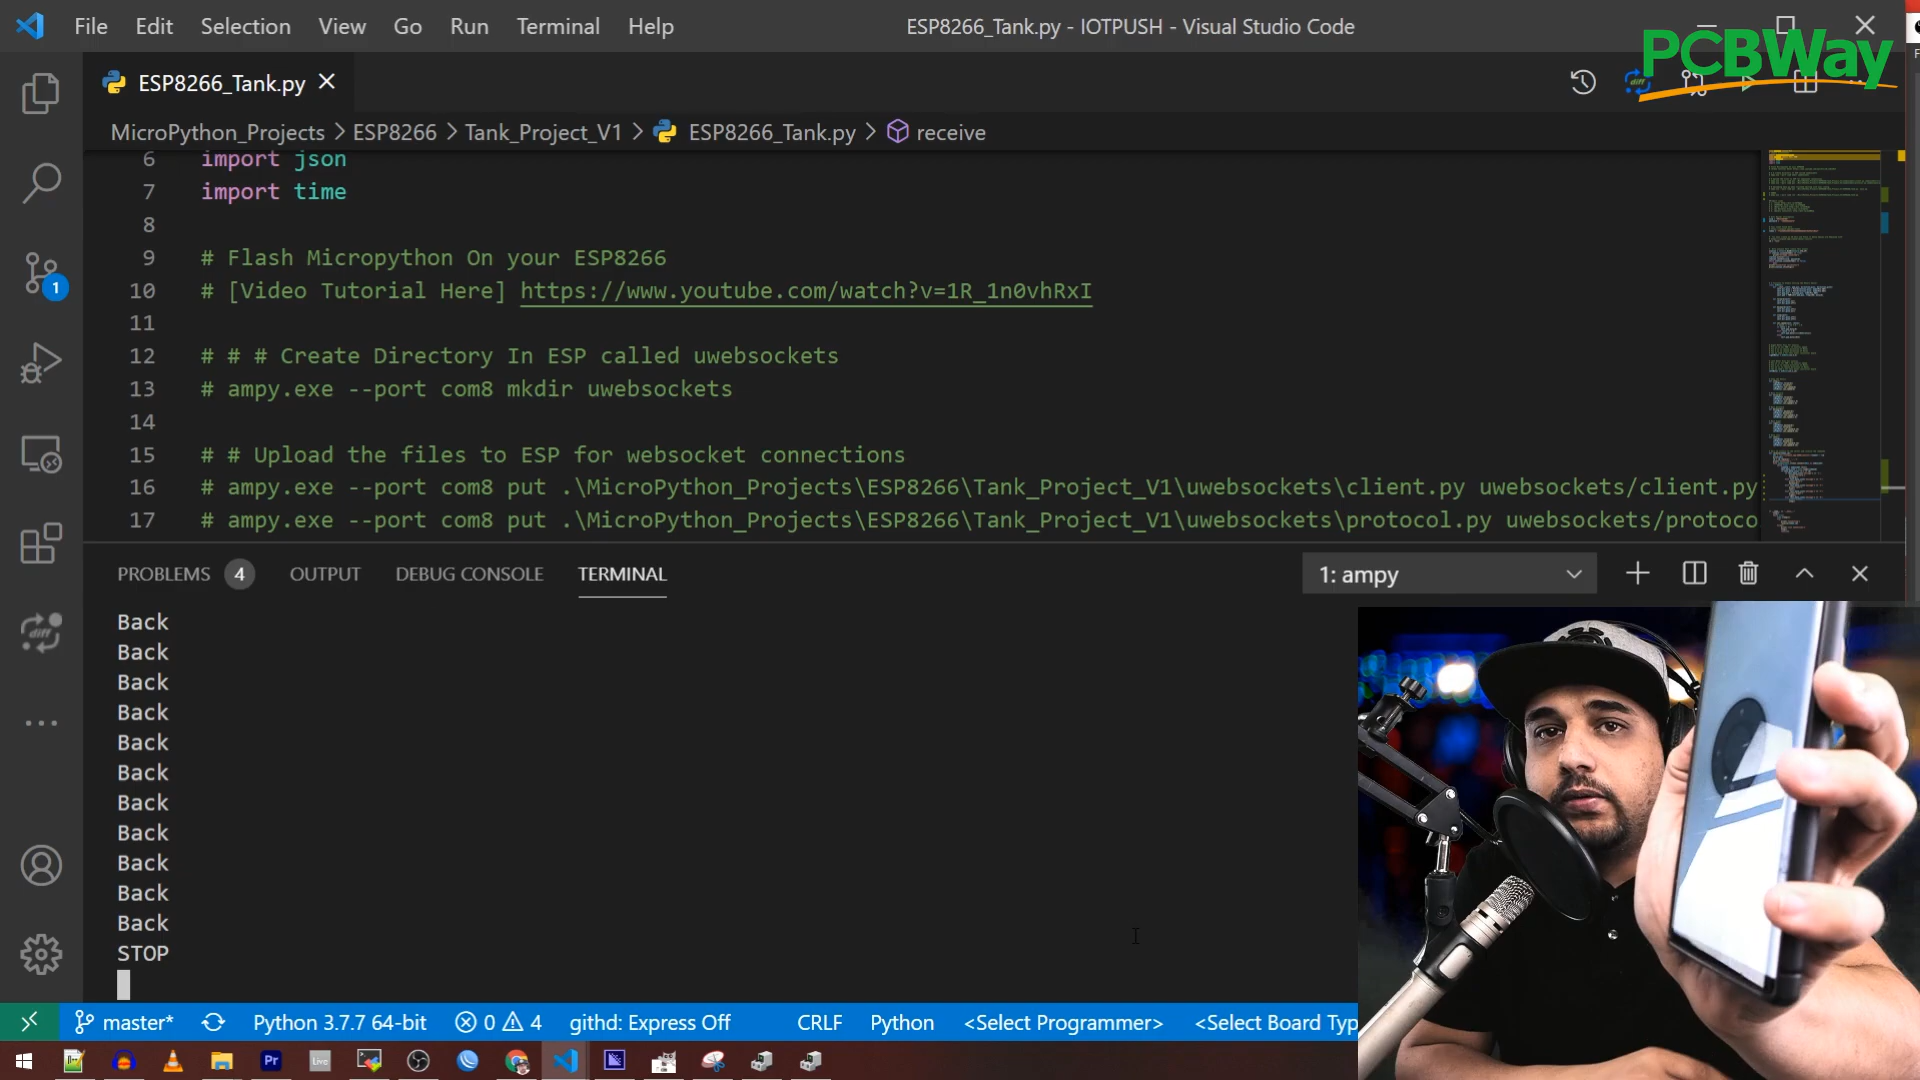 File Edit Selection View Go Run Terminal Help ESP8266_Tank.py - IOTPUSH - Visual Studio Code
PCBWay
ESP8266_Tank.py
MicroPython_Projects > ESP8266 > Tank_Project_V1 > ESP8266_Tank.py > receive
6 import json
7 import time
8
9 # Flash Micropython On your ESP8266
10 # [Video Tutorial Here] https://www.youtube.com/watch?v=1R_1n0vhRxI
11
12 # # # Create Directory In ESP called uwebsockets
13 # ampy.exe --port com8 mkdir uwebsockets
14
15 # # Upload the files to ESP for websocket connections
16 # ampy.exe --port com8 put .\MicroPython_Projects\ESP8266\Tank_Project_V1\uwebsockets\client.py uwebsockets/client.py
17 # ampy.exe --port com8 put .\MicroPython_Projects\ESP8266\Tank_Project_V1\uwebsockets\protocol.py uwebsockets/protoco
1
PROBLEMS 4 OUTPUT DEBUG CONSOLE TERMINAL 1: ampy
Back
Back
Back
Back
Back
Back
Back
Back
Back
Back
Back
STOP
master* Python 3.7.7 64-bit 0 4 githd: Express Off CRLF Python <Select Programmer> <Select Board Typ
Pr Live